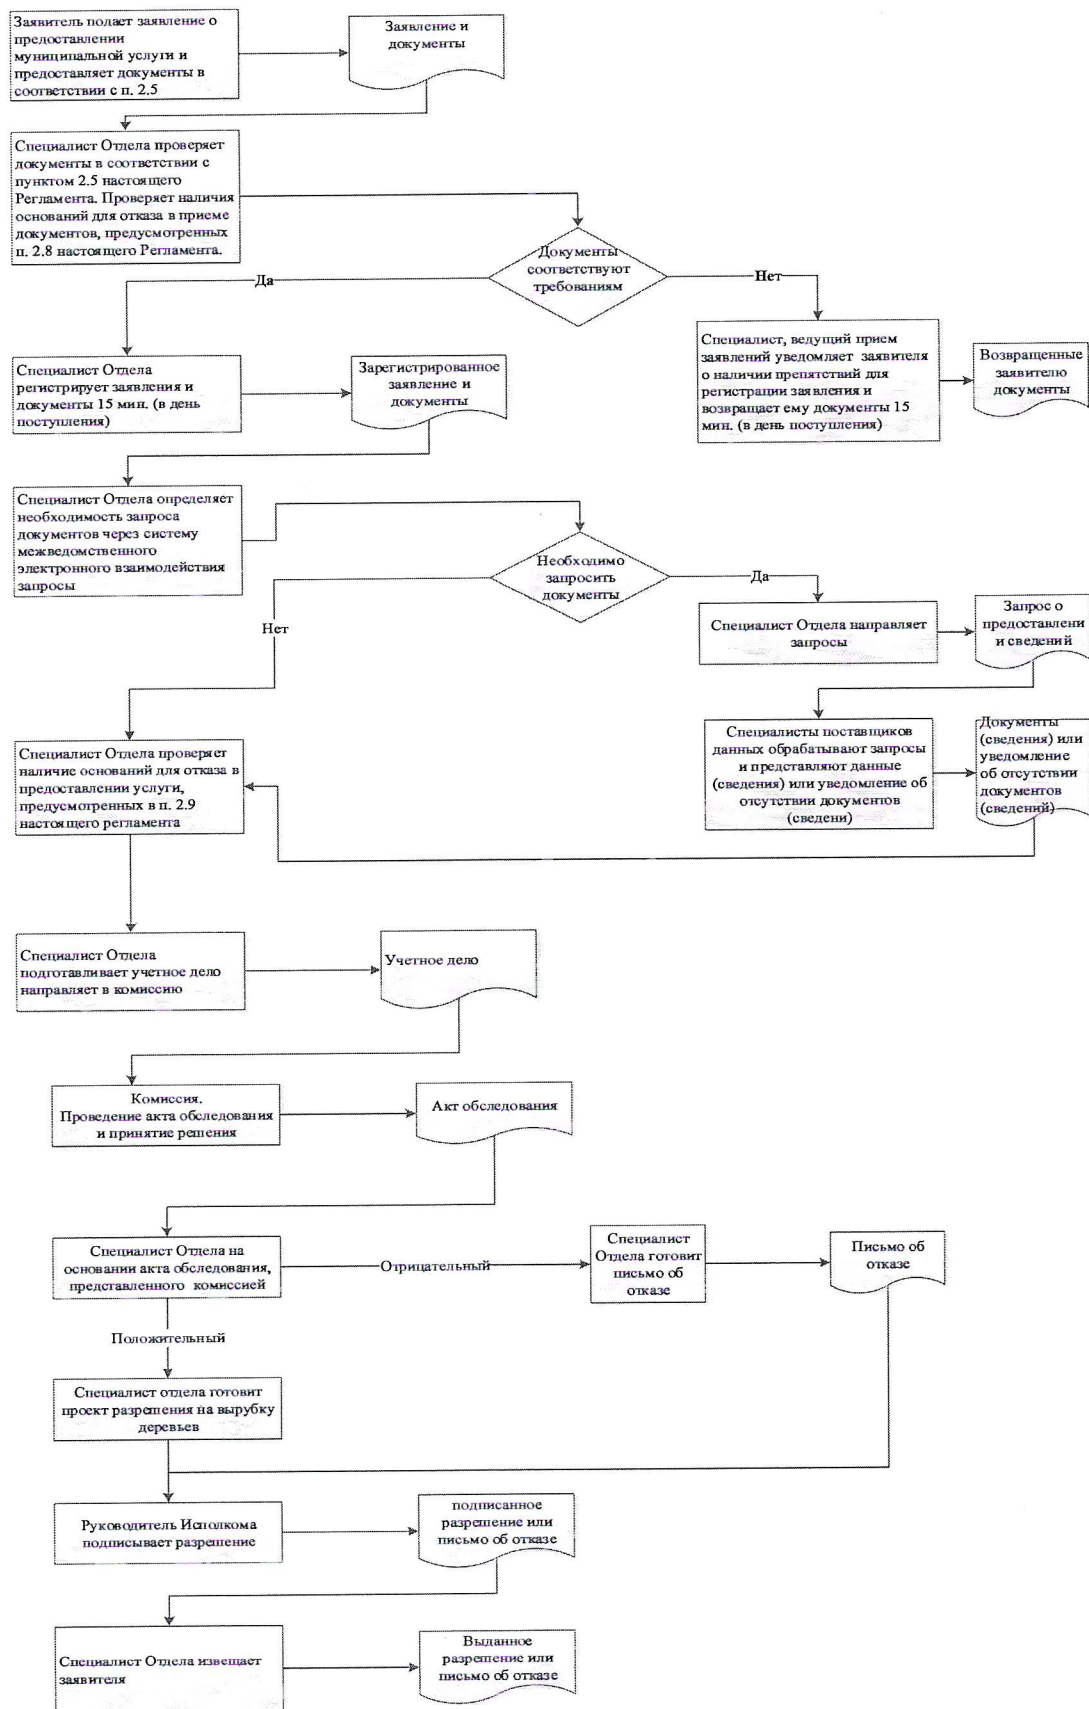 Заявитель подает заявление о
предоставлении
муниципальной услуги и
предоставляет документы в
соответствии с п. 2.5
Заявление и
документы
Специалист Отдела проверяет
документы в соответствии с
пунктом 2.5 настоящего
Регламента. Проверяет наличия
оснований для отказа в приеме
документов, предусмотренных
п. 2.8 настоящего Регламента.
Документы
соответствуют
требованиям
Да
Нет
Специалист Отдела
регистрирует заявления и
документы 15 мин. (в день
поступления)
Зарегистрированное
заявление и
документы
Специалист, ведущий прием
заявлений уведомляет заявителя
о наличии препятствий для
регистрации заявления и
возвращает ему документы 15
мин. (в день поступления)
Возвращенные
заявителю
документы
Специалист Отдела определяет
необходимость запроса
документов через систему
межведомственного
электронного взаимодействия
запросы
Необходимо
запросить
документы
Да
Нет
Специалист Отдела направляет
запросы
Запрос о
предоставлени
и сведений
Специалисты поставщиков
данных обрабатывают запросы
и представляют данные
(сведения) или уведомление об
отсутствии документов
(сведени)
Документы
(сведения) или
уведомление
об отсутствии
документов
(сведений)
Специалист Отдела проверяет
наличие оснований для отказа в
предоставлении услуги,
предусмотренных в п. 2.9
настоящего регламента
Специалист Отдела
подготавливает учетное дело
направляет в комиссию
Учетное дело
Комиссия.
Проведение акта обследования
и принятие решения
Акт обследования
Специалист Отдела на
основании акта обследования,
представленного комиссией
Отрицательный
Специалист
Отдела готовит
письмо об
отказе
Письмо об
отказе
Положительный
Специалист отдела готовит
проект разрешения на вырубку
деревьев
Руководитель Исполкома
подписывает разрешение
подписанное
разрешение или
письмо об отказе
Специалист Отдела извещает
заявителя
Выданное
разрешение или
письмо об отказе